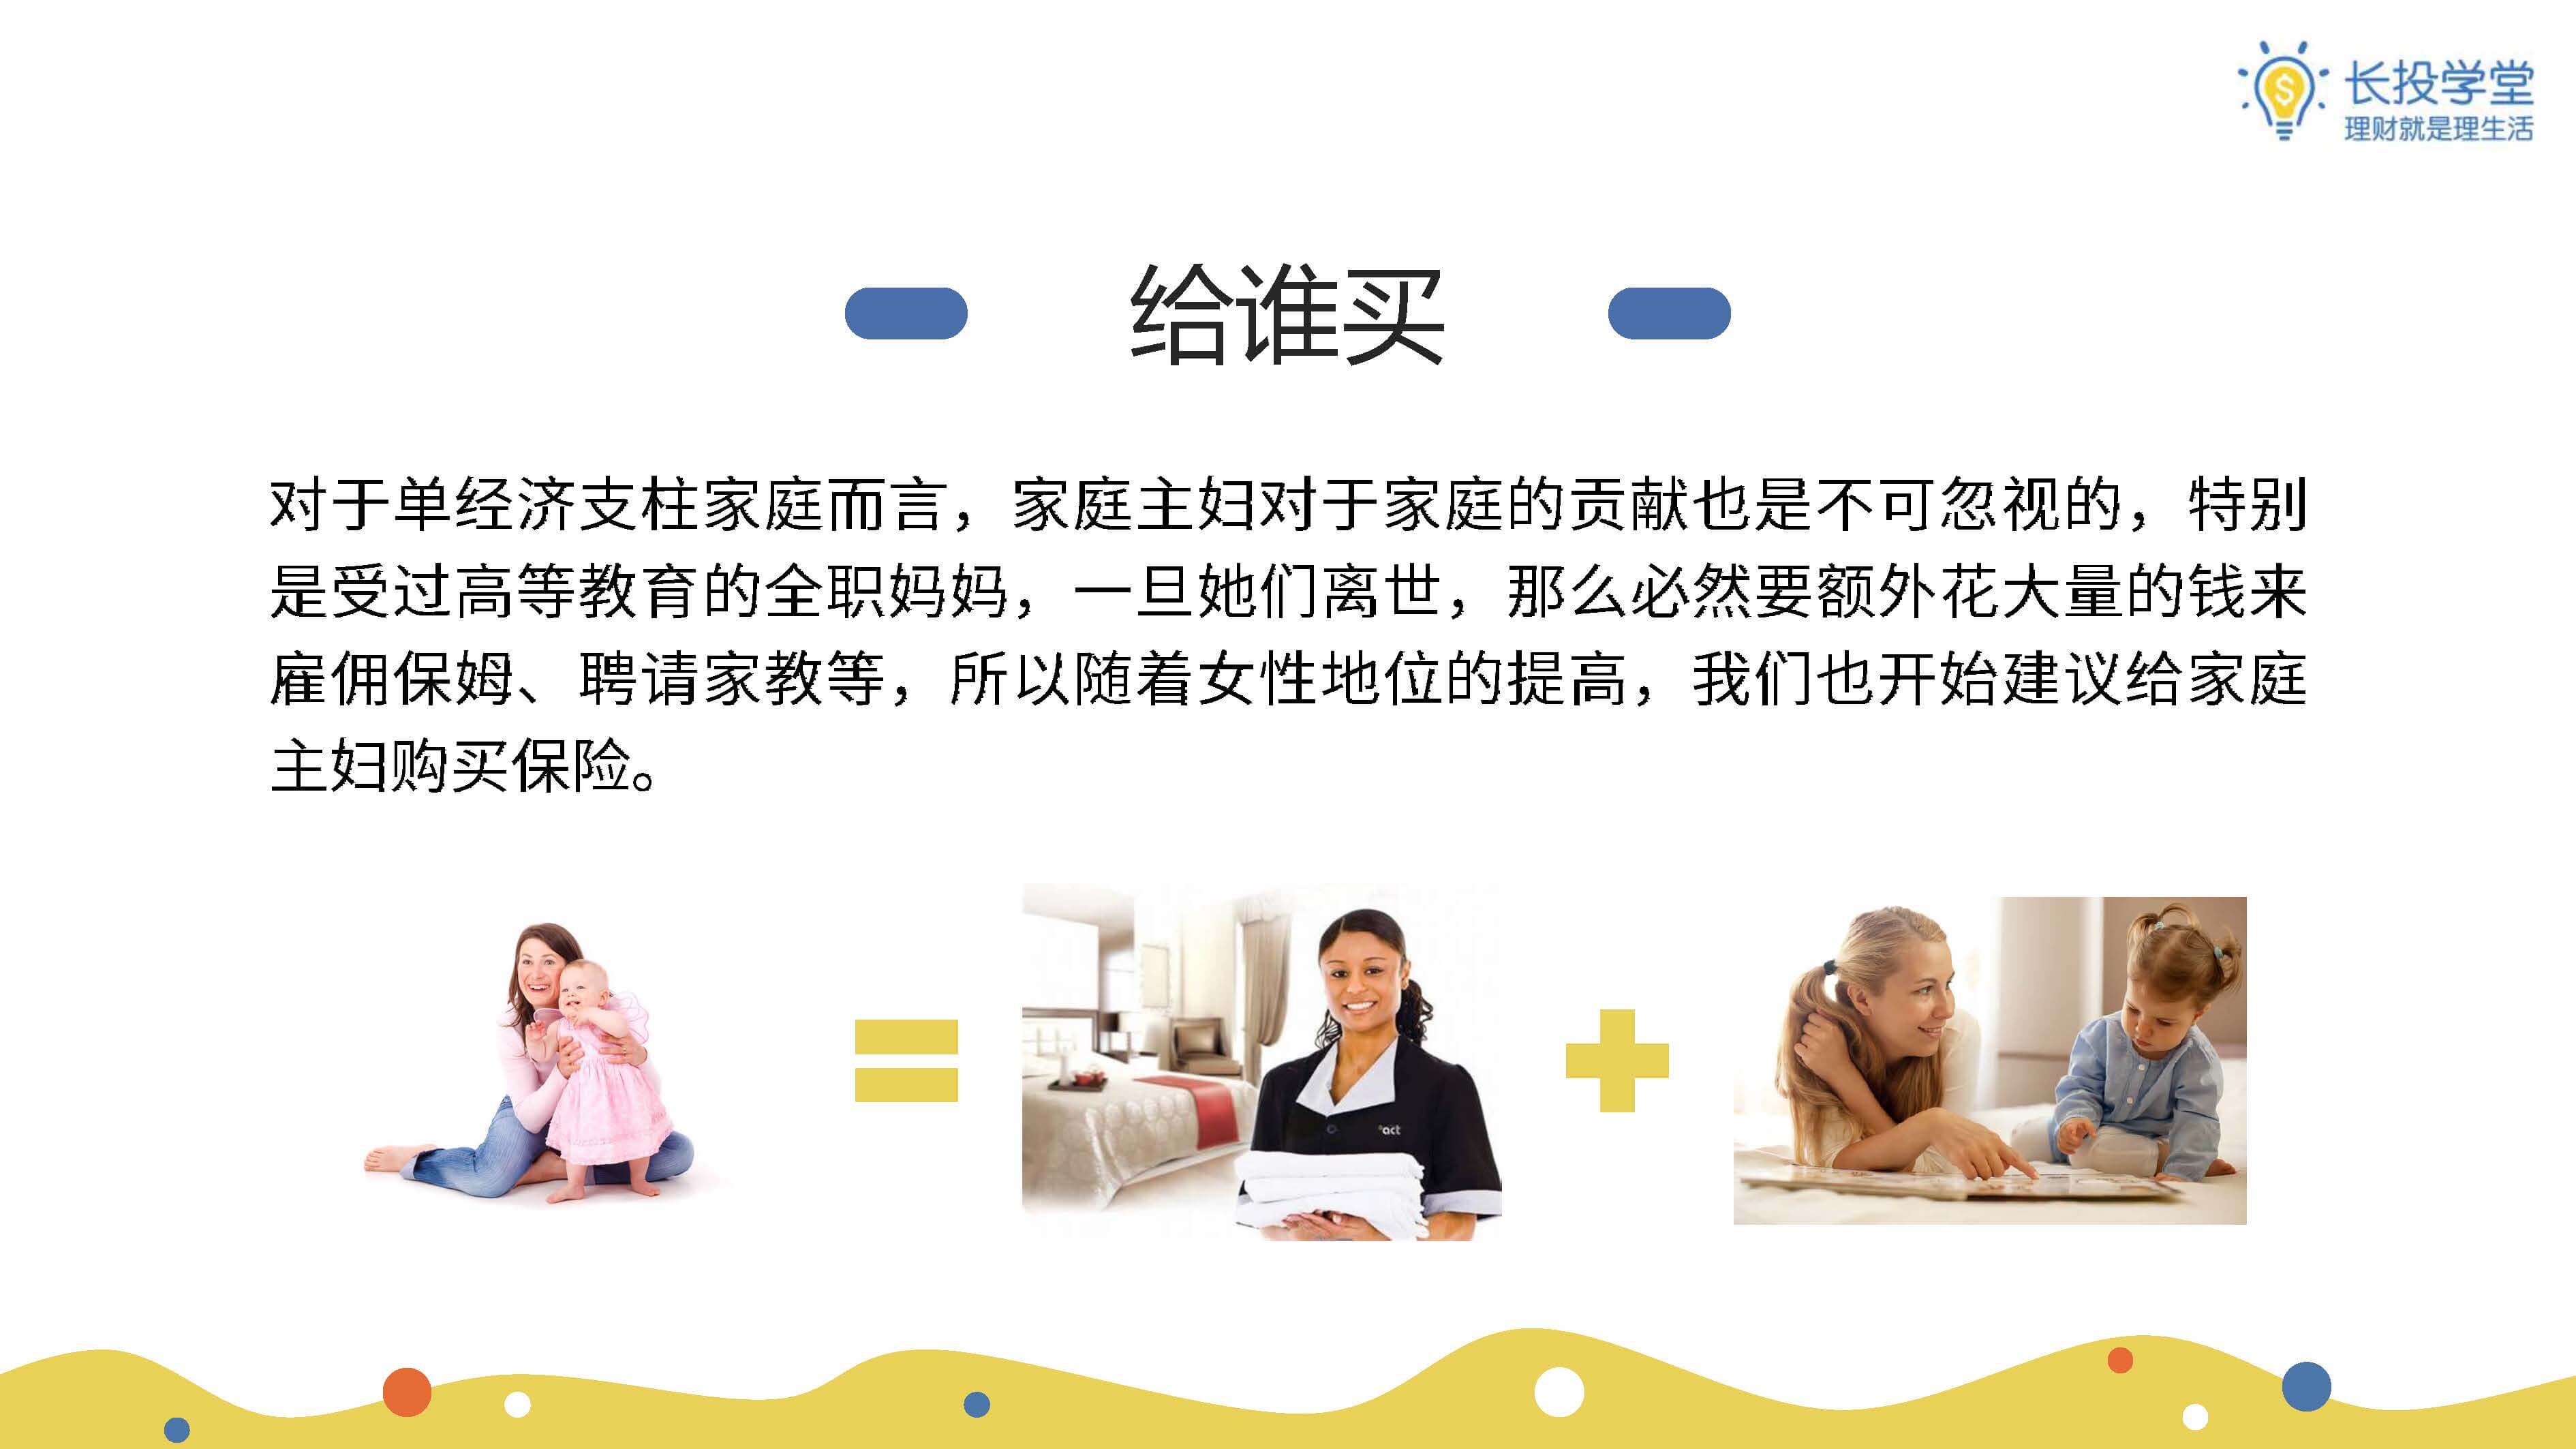 长投学堂
理财就是理生活
给谁买
对于单经济支柱家庭而言，家庭主妇对于家庭的贡献也是不可忽视的，特别
是受过高等教育的全职妈妈，一旦她们离世，那么必然要额外花大量的钱来
雇佣保姆、聘请家教等，所以随着女性地位的提高，我们也开始建议给家庭
主妇购买保险。
act